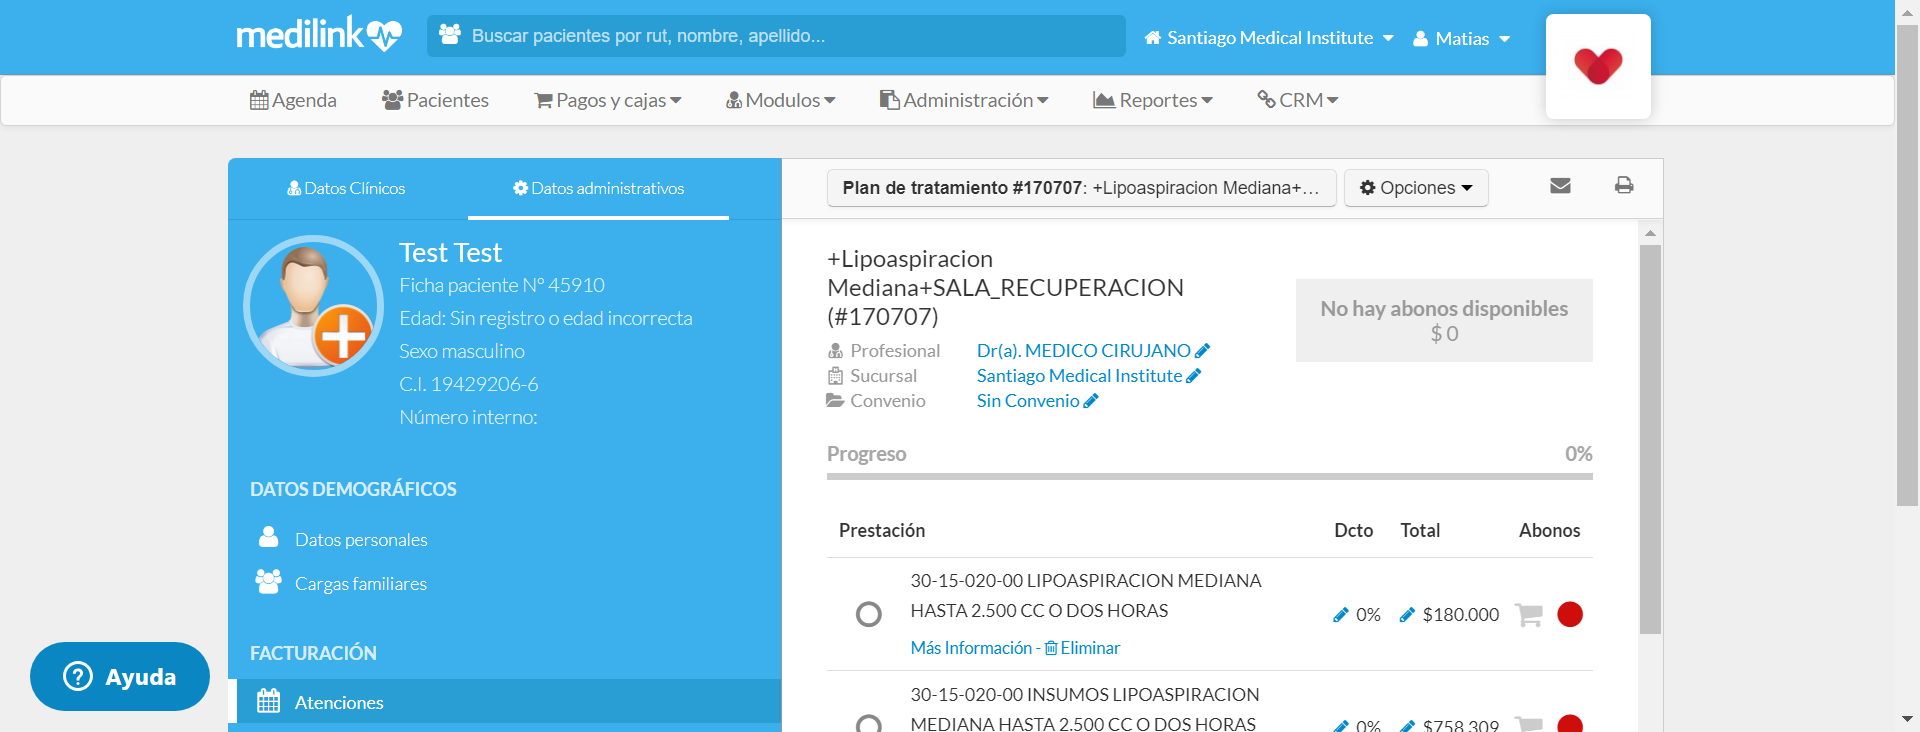 medilink
Buscar pacientes por rut, nombre, apellido...
Santiago Medical Institute
Matias
Agenda
Pacientes
Pagos y cajas
Modulos
Administración
Reportes
CRM
Datos Clínicos
Datos administrativos
Test Test
Ficha paciente N° 45910
Edad: Sin registro o edad incorrecta
Sexo masculino
C.I. 19429206-6
Número interno:
DATOS DEMOGRÁFICOS
Datos personales
Cargas familiares
FACTURACIÓN
Atenciones
Ayuda
Plan de tratamiento #170707: +Lipoaspiracion Mediana+...
Opciones
+Lipoaspiracion
Mediana+SALA_RECUPERACION
(#170707)
No hay abonos disponibles
$ 0
Profesional Dr(a). MEDICO CIRUJANO
Sucursal Santiago Medical Institute
Convenio Sin Convenio
Progreso 0%
Prestación Dcto Total Abonos
30-15-020-00 LIPOASPIRACION MEDIANA
HASTA 2.500 CC O DOS HORAS
0% $180.000
Más Información - Eliminar
30-15-020-00 INSUMOS LIPOASPIRACION
MEDIANA HASTA 2.500 CC O DOS HORAS
0% $758.309